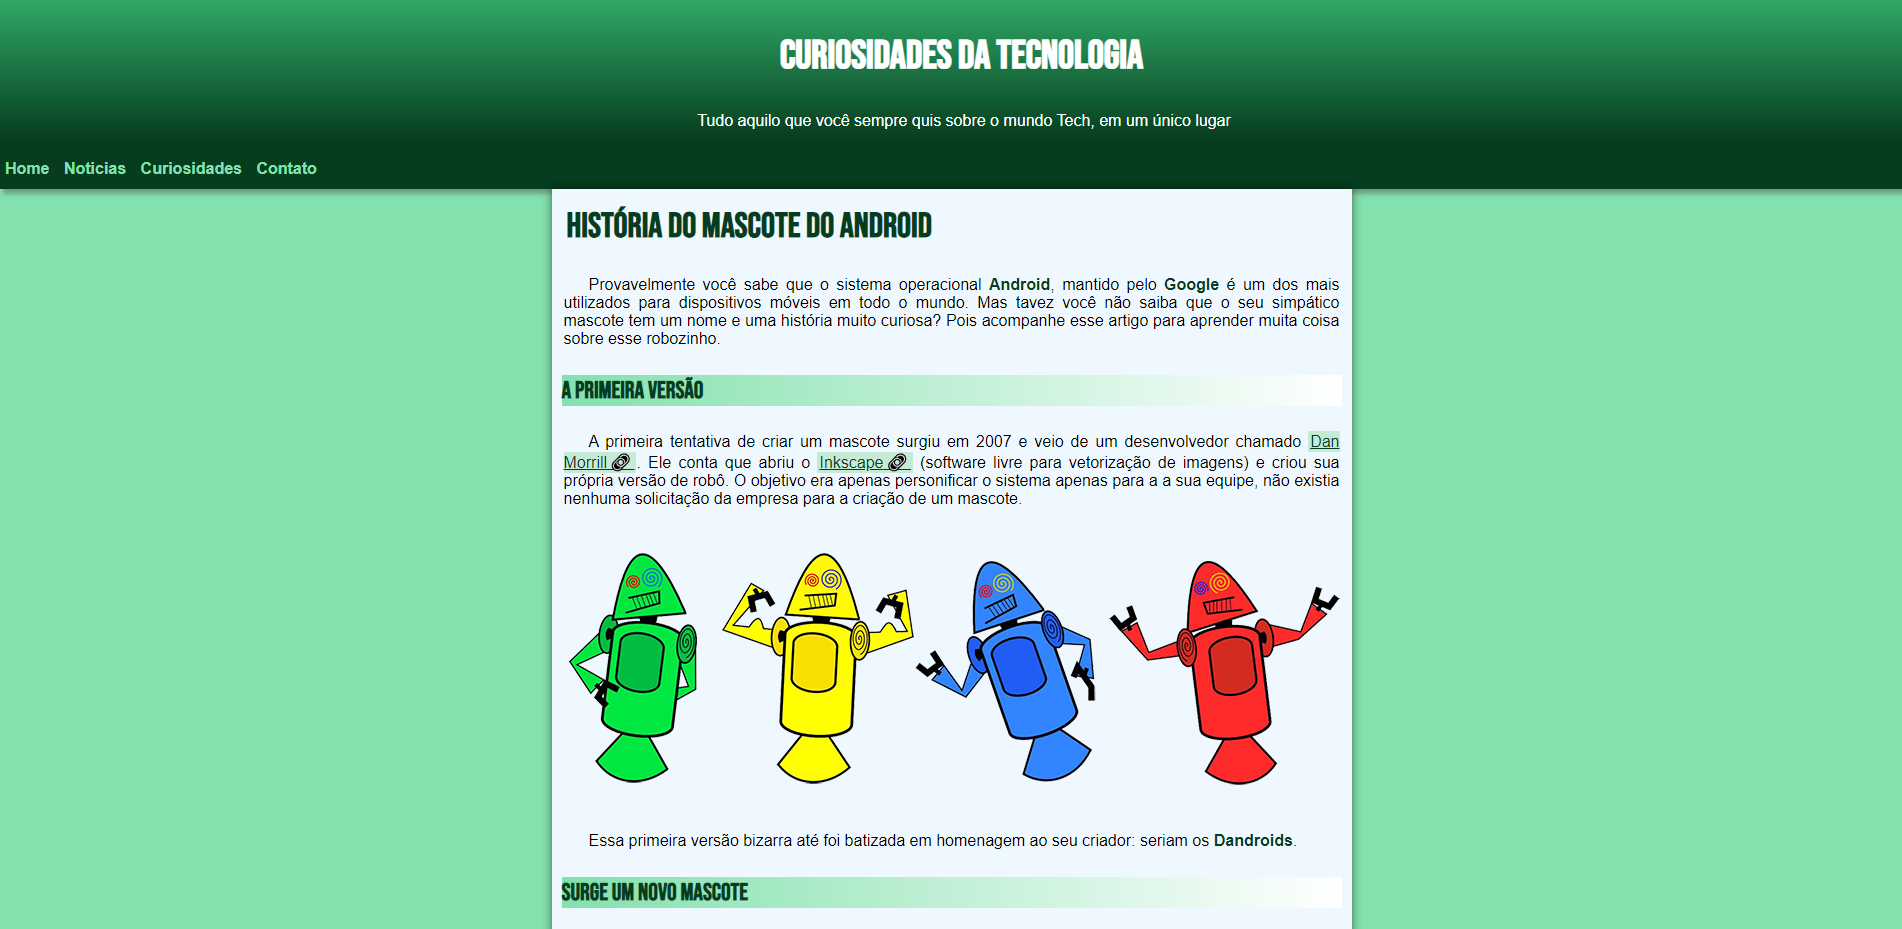 CURIOSIDADES DA TECNOLOGIA
Tudo aquilo que você sempre quis sobre o mundo Tech, em um único lugar
Home Noticias Curiosidades Contato
HISTÓRIA DO MASCOTE DO ANDROID
Provavelmente você sabe que o sistema operacional Android, mantido pelo Google é um dos mais
utilizados para dispositivos móveis em todo o mundo. Mas tavez você não saiba que o seu simpático
mascote tem um nome e uma história muito curiosa? Pois acompanhe esse artigo para aprender muita coisa
sobre esse robozinho.
A PRIMEIRA VERSÃO
A primeira tentativa de criar um mascote surgiu em 2007 e veio de um desenvolvedor chamado Dan
Morrill. Ele conta que abriu o Inkscape (software livre para vetorização de imagens) e criou sua
própria versão de robô. O objetivo era apenas personificar o sistema apenas para a a sua equipe, não existia
nenhuma solicitação da empresa para a criação de um mascote.
Essa primeira versão bizarra até foi batizada em homenagem ao seu criador: seriam os Dandroids.
SURGE UM NOVO MASCOTE